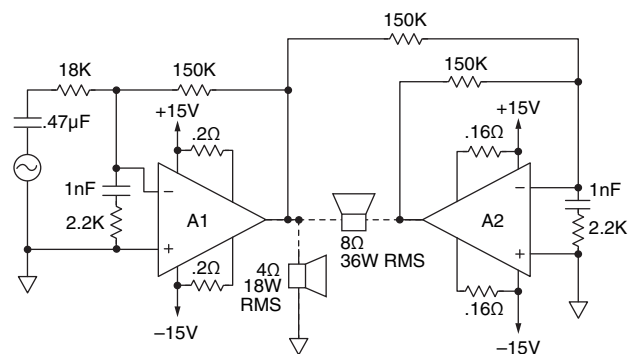 150K
18K
150K
150K
+15V
+15V
.47µF
.2Ω
.16Ω
1nF
–
–
1nF
2.2K
A1
A2
2.2K
+
+
8Ω
36W RMS
.2Ω
4Ω
18W
RMS
.16Ω
–15V
–15V